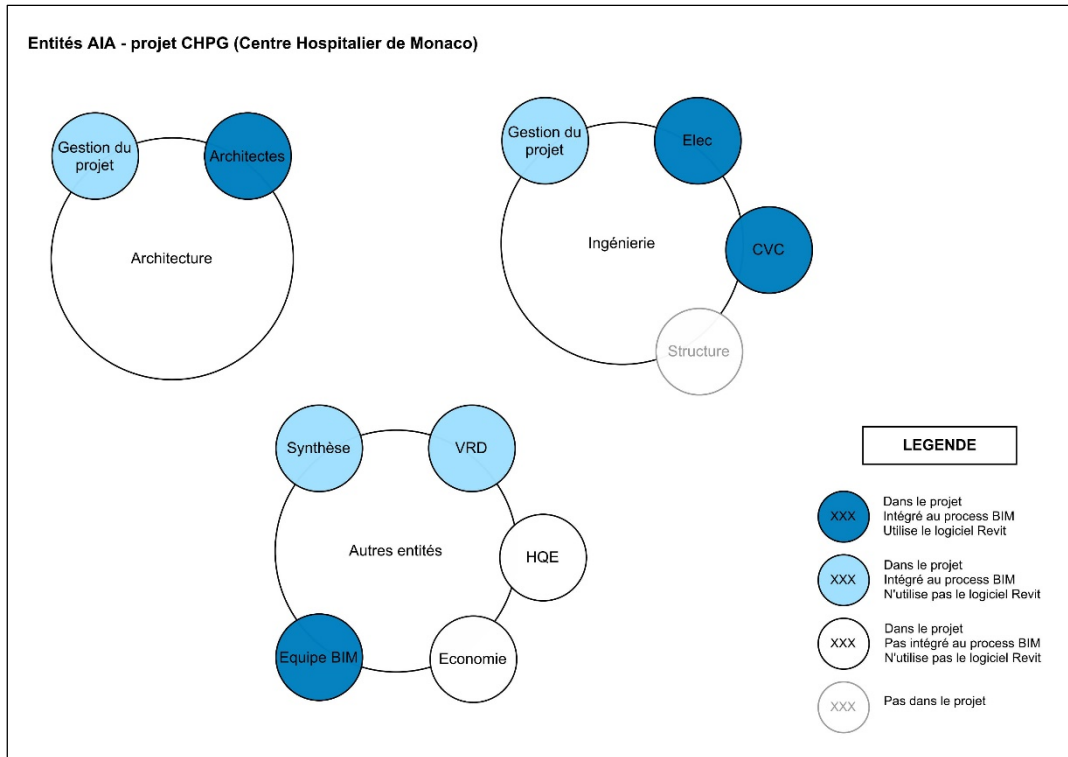 Entités AIA - projet CHPG (Centre Hospitalier de Monaco)
Gestion du
projet
Architectes
Architecture
Gestion du
projet
Elec
Ingénierie
CVC
Structure
Synthèse
VRD
Autres entités
HQE
Equipe BIM
Economie
LEGENDE
XXX
Dans le projet
Intégré au process BIM
Utilise le logiciel Revit
XXX
Dans le projet
Intégré au process BIM
N'utilise pas le logiciel Revit
XXX
Dans le projet
Pas intégré au process BIM
N'utilise pas le logiciel Revit
XXX
Pas dans le projet